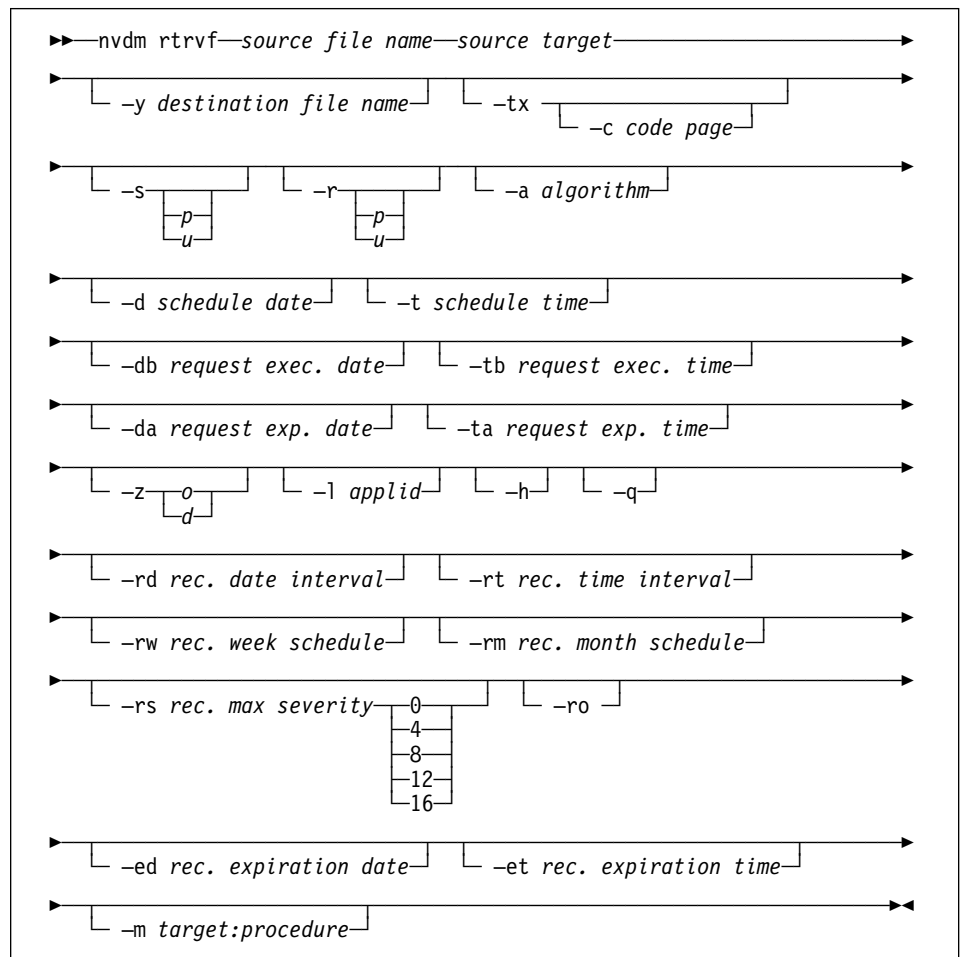 nvdm rtrvf source file name source target
–y destination file name –tx
–c code page
–s –r –a algorithm
p p
u u
–d schedule date –t schedule time
–db request exec. date –tb request exec. time
–da request exp. date –ta request exp. time
–z o –l applid –h –q
d
–rd rec. date interval –rt rec. time interval
–rw rec. week schedule –rm rec. month schedule
–rs rec. max severity 0 –ro
4
8
12
16
–ed rec. expiration date –et rec. expiration time
–m target:procedure